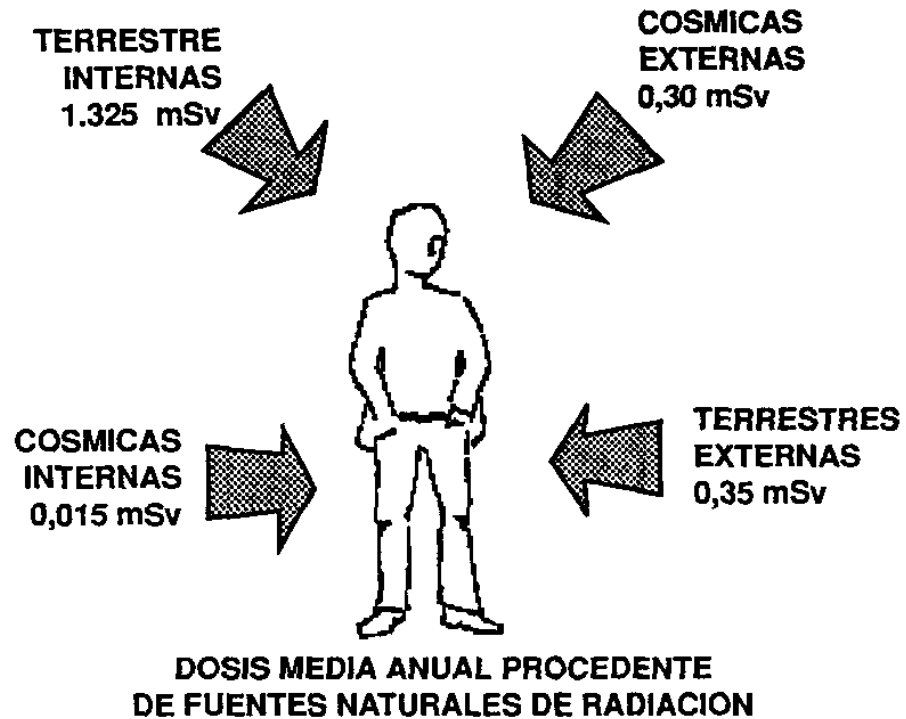 TERRESTRE
INTERNAS
1.325 mSv
COSMICAS
EXTERNAS
0,30 mSv
COSMICAS
INTERNAS
0,015 mSv
TERRESTRES
EXTERNAS
0,35 mSv
DOSIS MEDIA ANUAL PROCEDENTE
DE FUENTES NATURALES DE RADIACION